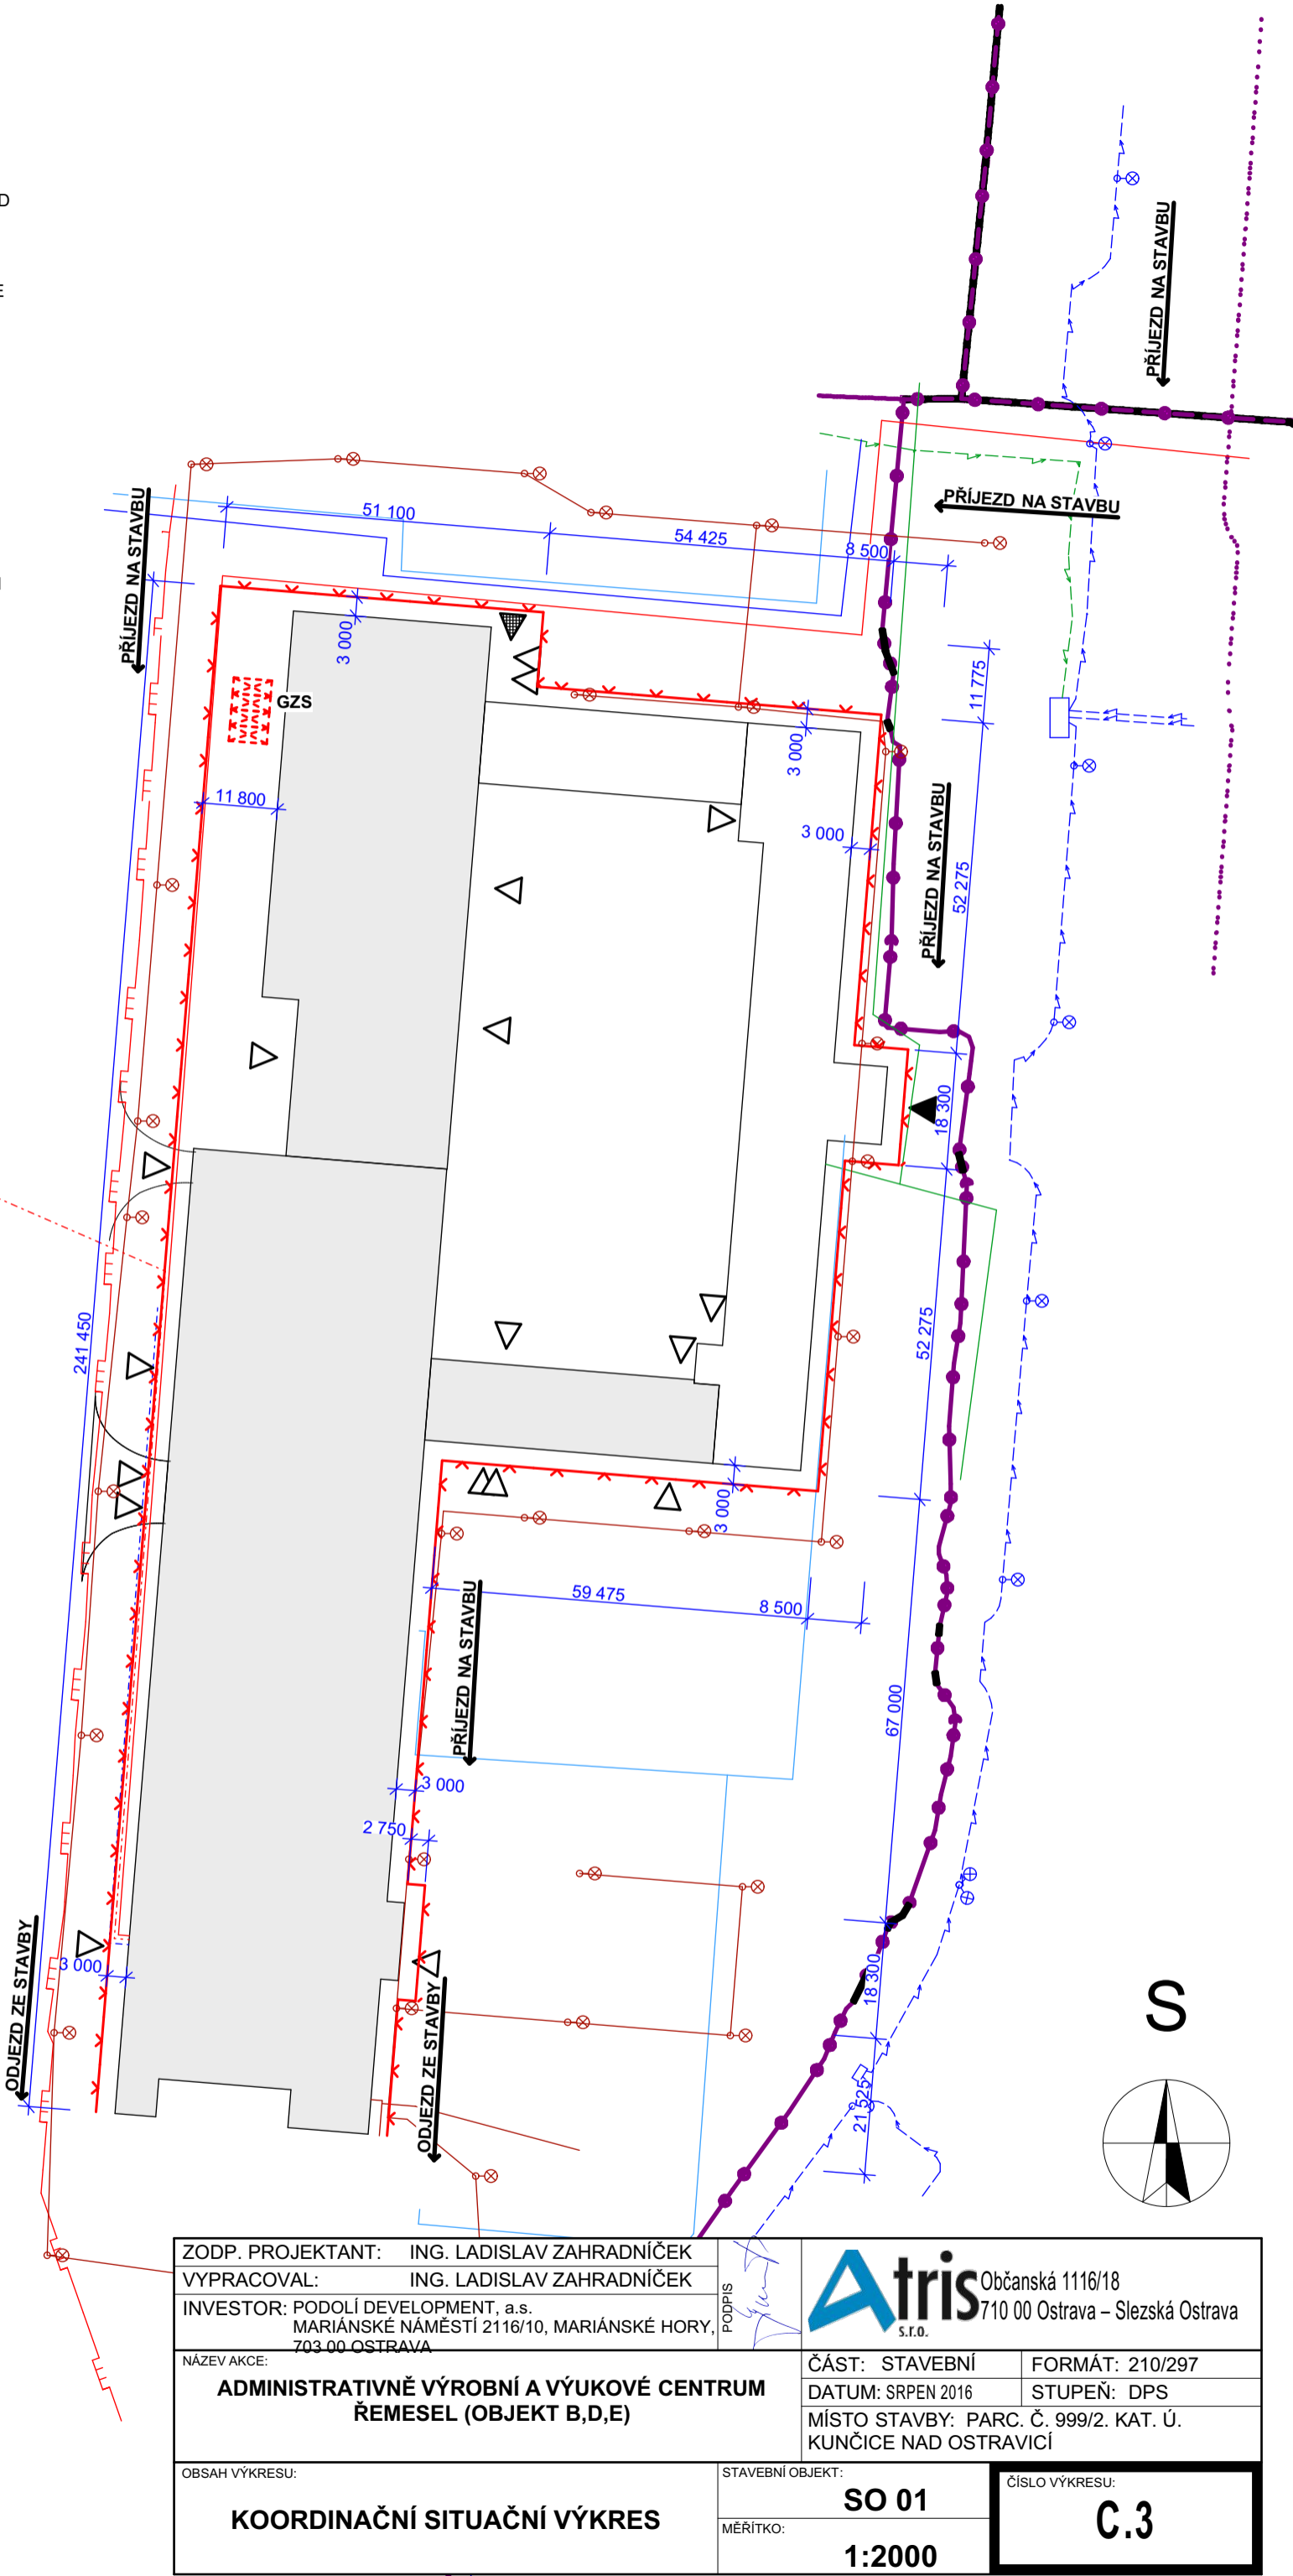 D
E
PŘÍJEZD NA STAVBU
PŘÍJEZD NA STAVBU
PŘÍJEZD NA STAVBU
51 100
54 425
8 500
3 000
GZS
11 775
3 000
11 800
3 000
PŘÍJEZD NA STAVBU
52 275
18 300
241 450
52 275
3 000
59 475
8 500
PŘÍJEZD NA STAVBU
67 000
3 000
2 750
ODJEZD ZE STAVBY
3 000
18 300
ODJEZD ZE STAVBY
21 525
S
ZODP. PROJEKTANT: ING. LADISLAV ZAHRADNÍČEK
VYPRACOVAL: ING. LADISLAV ZAHRADNÍČEK
INVESTOR: PODOLÍ DEVELOPMENT, a.s.
MARIÁNSKÉ NÁMĚSTÍ 2116/10, MARIÁNSKÉ HORY,
703 00 OSTRAVA
PODPIS
Atris
s.r.o.
Občanská 1116/18
710 00 Ostrava – Slezská Ostrava
NÁZEV AKCE:
ADMINISTRATIVNĚ VÝROBNÍ A VÝUKOVÉ CENTRUM
ŘEMESEL (OBJEKT B,D,E)
ČÁST: STAVEBNÍ
FORMÁT: 210/297
DATUM: SRPEN 2016
STUPEŇ: DPS
MÍSTO STAVBY: PARC. Č. 999/2. KAT. Ú.
KUNČICE NAD OSTRAVICÍ
OBSAH VÝKRESU:
KOORDINAČNÍ SITUAČNÍ VÝKRES
STAVEBNÍ OBJEKT:
SO 01
MĚŘÍTKO:
1:2000
ČÍSLO VÝKRESU:
C.3